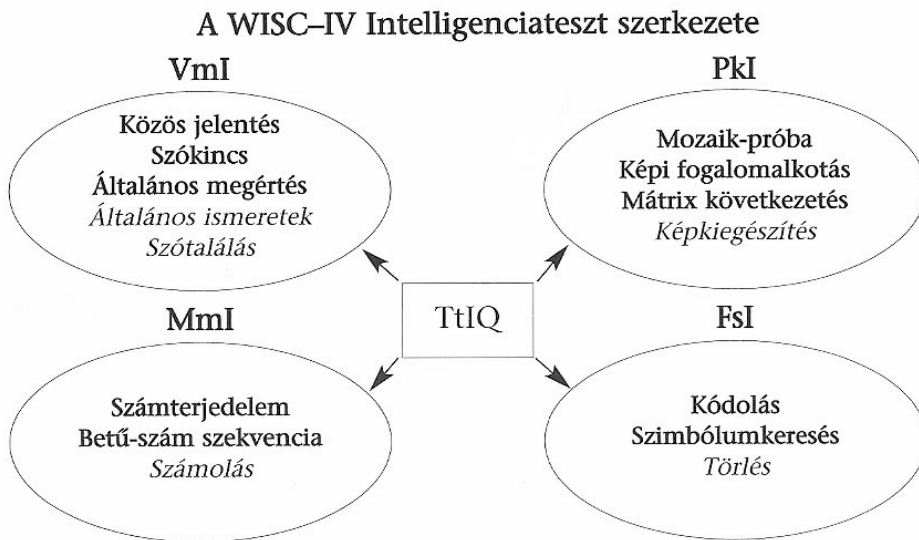 A WISC–IV Intelligenciateszt szerkezete
VmI
Közös jelentés
Szókincs
Általános megértés
Általános ismeretek
Szótalálás
PkI
Mozaik-próba
Képi fogalomalkotás
Mátrix következetés
Képkiegészítés
TtIQ
MmI
Számterjedelem
Betű-szám szekvencia
Számolás
FsI
Kódolás
Szimbólumkeresés
Törlés